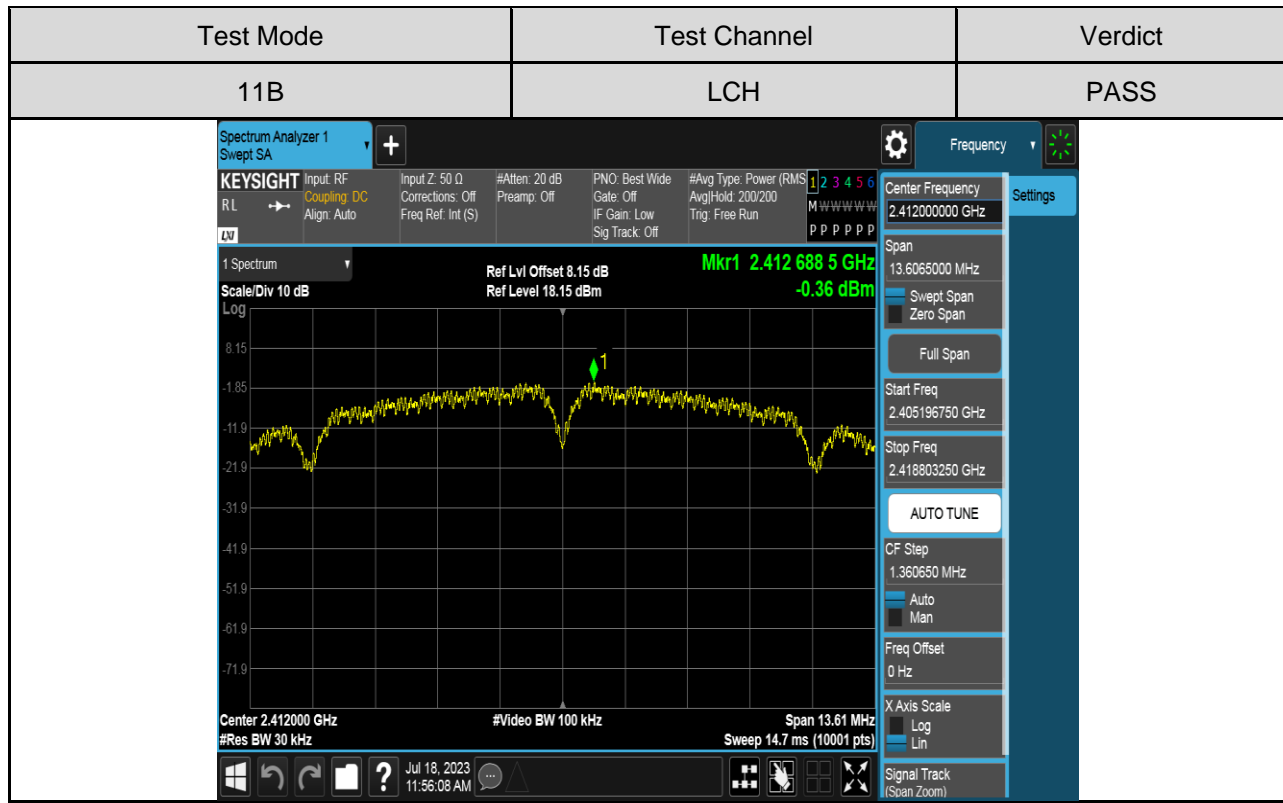 Test Mode Test Channel Verdict
11B LCH PASS
Spectrum Analyzer 1
Swept SA
Frequency
KEYSIGHT Input: RF Input Z: 50 Ω #Atten: 20 dB PNO: Best Wide #Avg Type: Power (RMS 1 2 3 4 5 6
RL Coupling: DC Corrections: Off Preamp: Off Gate: Off Avg|Hold: 200/200 M W W W W W
Align: Auto Freq Ref: Int (S) IF Gain: Low Trig: Free Run
LXI Sig Track: Off P P P P P P
1 Spectrum Ref Lvl Offset 8.15 dB Mkr1 2.412 688 5 GHz
Scale/Div 10 dB Ref Level 18.15 dBm -0.36 dBm
Log
8.15
1
-1.85
-11.9
-21.9
-31.9
-41.9
-51.9
-61.9
-71.9
Center 2.412000 GHz #Video BW 100 kHz Span 13.61 MHz
#Res BW 30 kHz Sweep 14.7 ms (10001 pts)
Jul 18, 2023
11:56:08 AM
Center Frequency
2.412000000 GHz
Settings
Span
13.6065000 MHz
Swept Span
Zero Span
Full Span
Start Freq
2.405196750 GHz
Stop Freq
2.418803250 GHz
AUTO TUNE
CF Step
1.360650 MHz
Auto
Man
Freq Offset
0 Hz
X Axis Scale
Log
Lin
Signal Track
(Span Zoom)